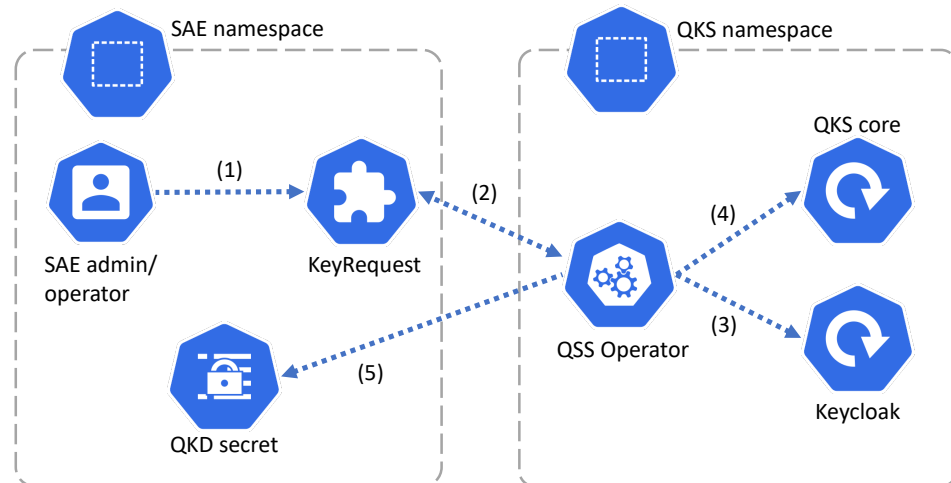 SAE namespace
QKS namespace
QKS core
(1)
(2)
(4)
SAE admin/
operator
KeyRequest
(3)
QSS Operator
(5)
Keycloak
QKD secret